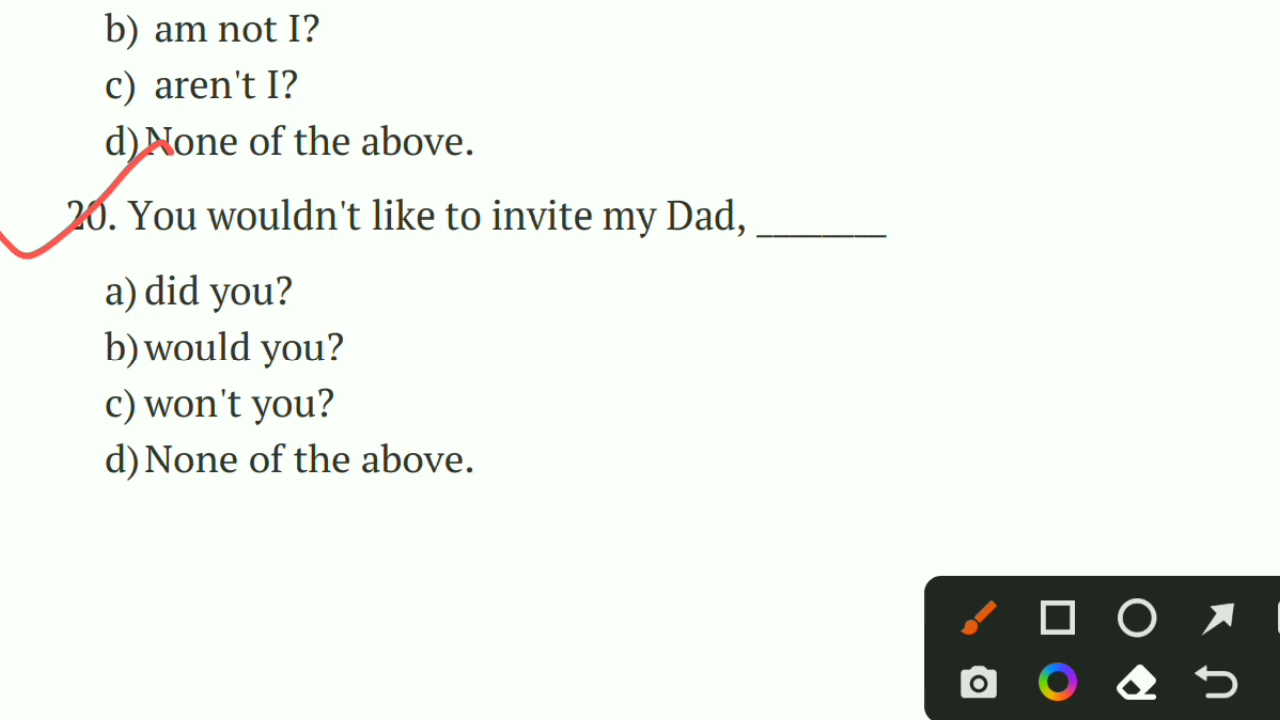 b) am not I?
c) aren't I?
d) None of the above.
20. You wouldn't like to invite my Dad, ________
a) did you?
b) would you?
c) won't you?
d) None of the above.